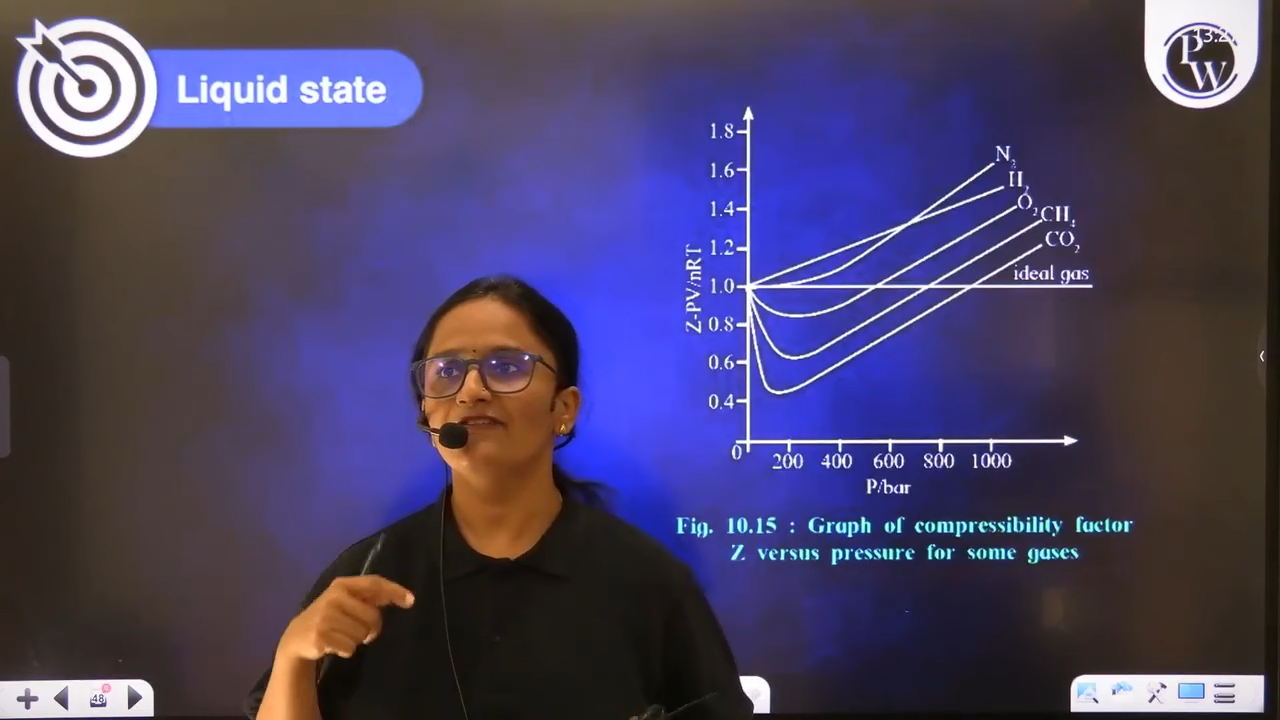 Liquid state
PW
1.8
1.6
1.4
1.2
1.0
0.8
0.6
0.4
0
Z-PV/nRT
N₂
H₂
O₂
CH₄
CO₂
ideal gas
200 400 600 800 1000
P/bar
Fig. 10.15 : Graph of compressibility factor
Z versus pressure for some gases
48